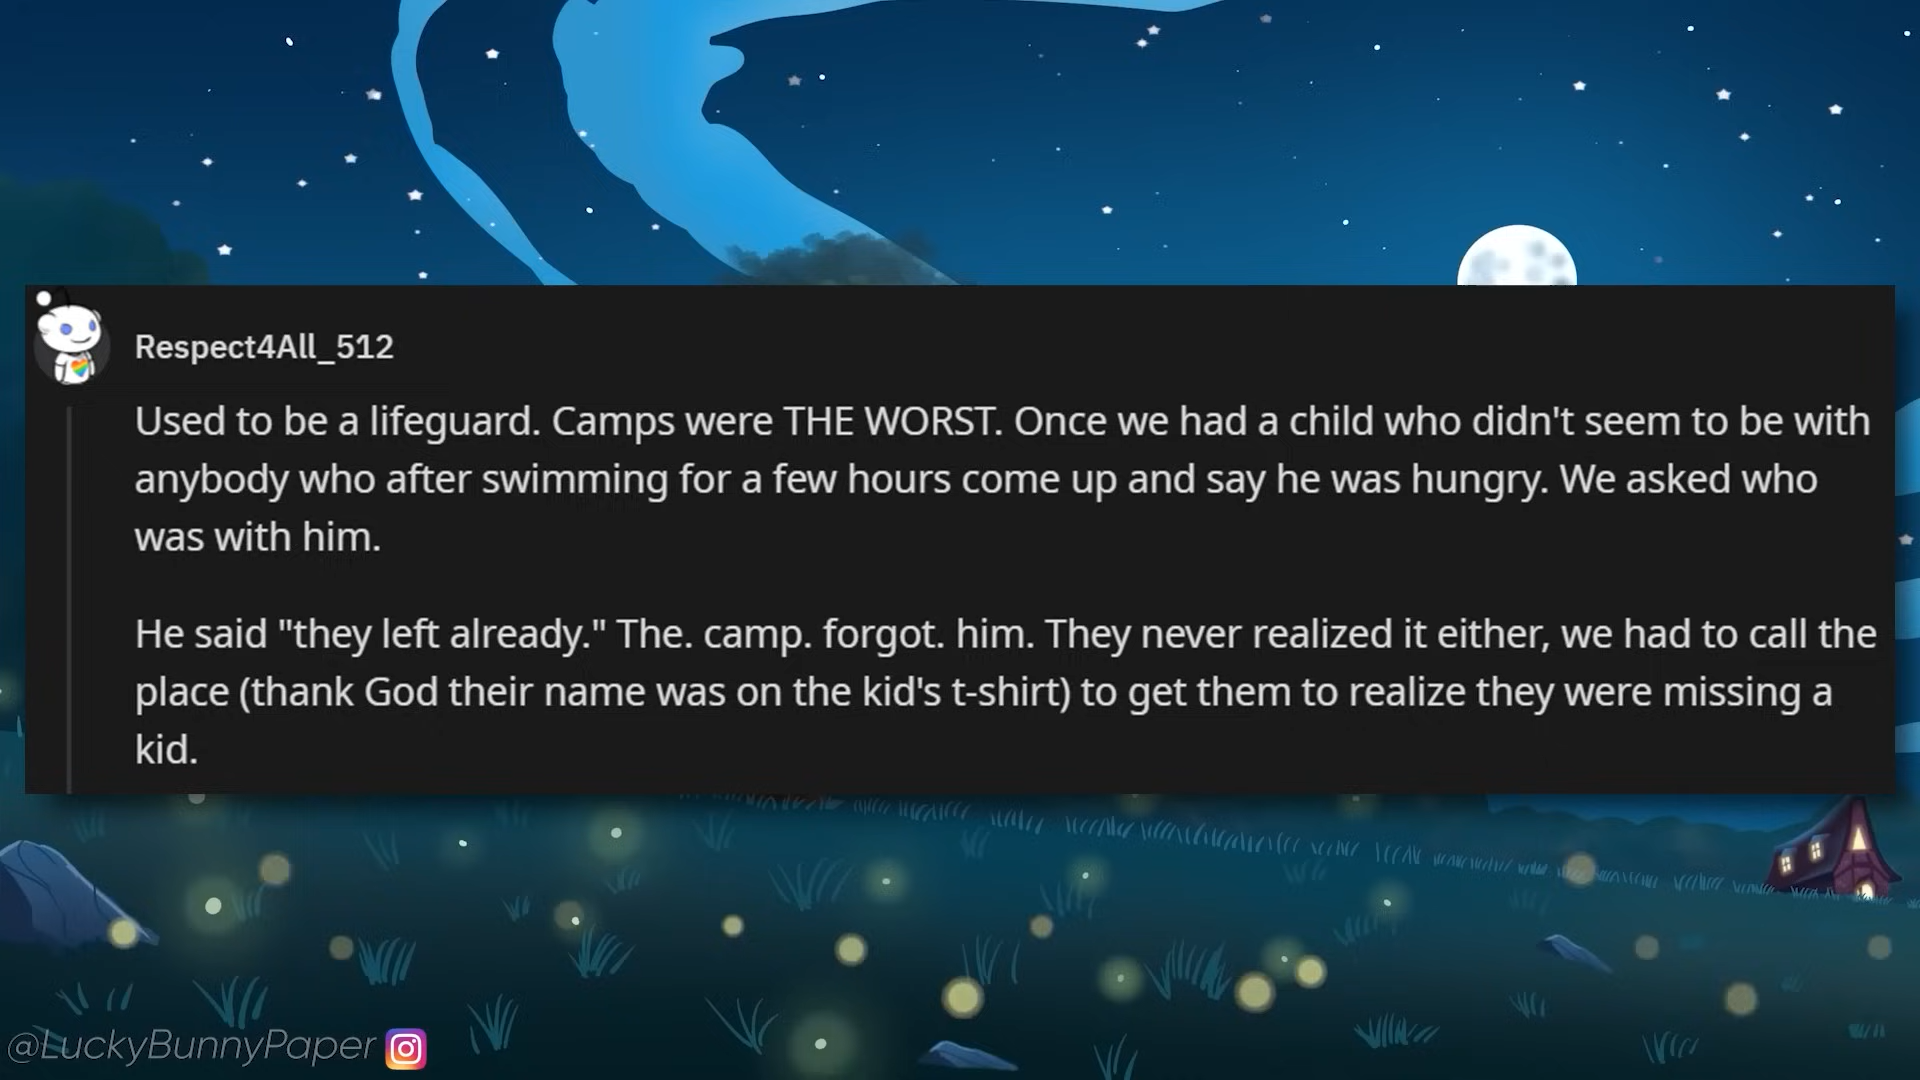 Respect4All_512
Used to be a lifeguard. Camps were THE WORST. Once we had a child who didn't seem to be with
anybody who after swimming for a few hours come up and say he was hungry. We asked who
was with him.
He said "they left already." The. camp. forgot. him. They never realized it either, we had to call the
place (thank God their name was on the kid's t-shirt) to get them to realize they were missing a
kid.
@LuckyBunnyPaper